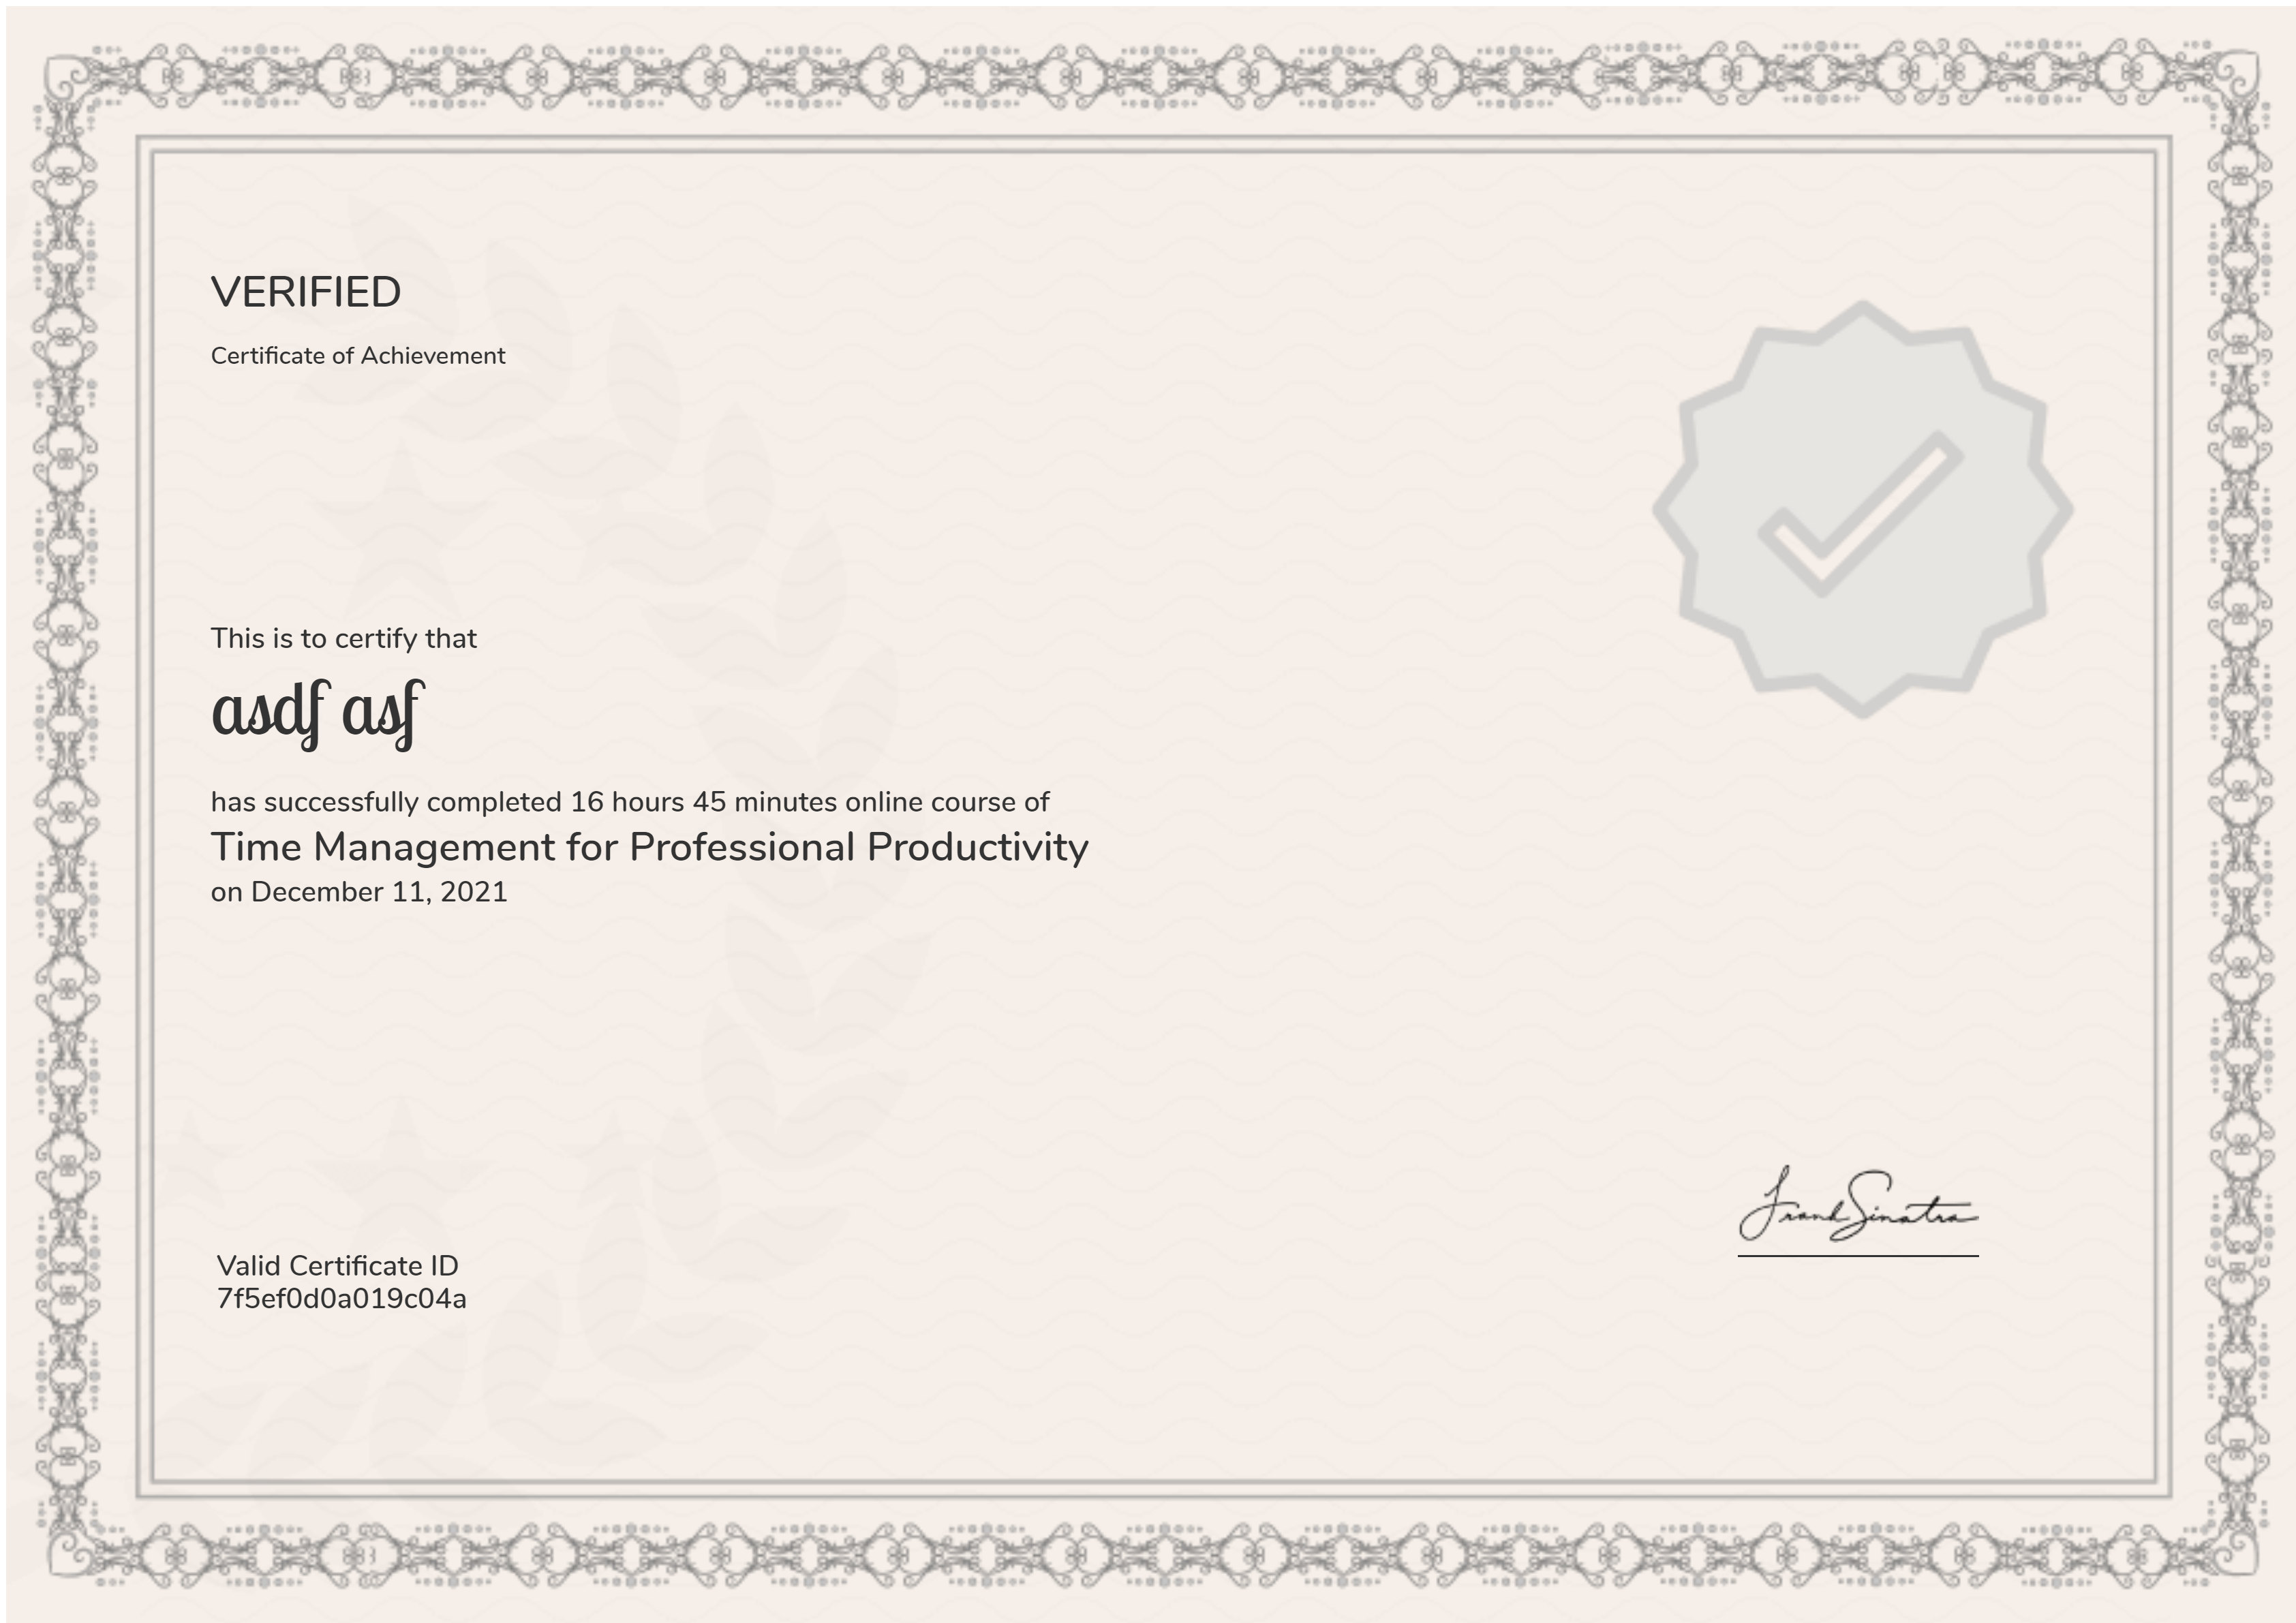 VERIFIED
Certificate of Achievement
This is to certify that
asdf asf
has successfully completed 16 hours 45 minutes online course of
Time Management for Professional Productivity
on December 11, 2021
Frank Sinatra
Valid Certificate ID
7f5ef0d0a019c04a